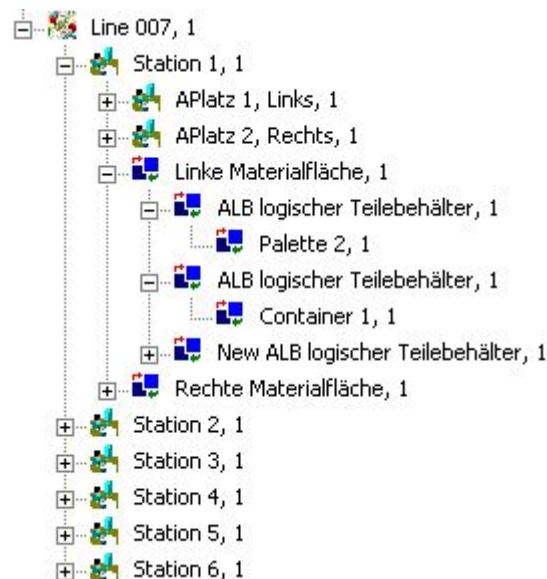 Line 007, 1
Station 1, 1
APlatz 1, Links, 1
APlatz 2, Rechts, 1
Linke Materialfläche, 1
ALB logischer Teilebehälter, 1
Palette 2, 1
ALB logischer Teilebehälter, 1
Container 1, 1
New ALB logischer Teilebehälter, 1
Rechte Materialfläche, 1
Station 2, 1
Station 3, 1
Station 4, 1
Station 5, 1
Station 6, 1